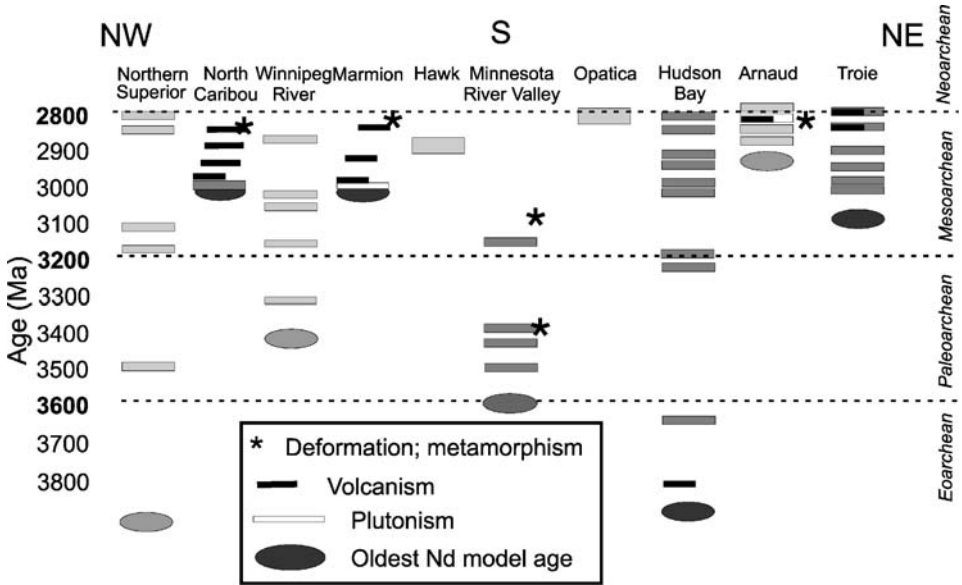 NW
S
NE
Northern
Superior
North
Caribou
Winnipeg
River
Marmion
Hawk
Minnesota
River Valley
Opatica
Hudson
Bay
Arnaud
Troie
Neoarchean
Mesoarchean
Paleoarchean
Eoarchean
Age (Ma)
2800
2900
3000
3100
3200
3300
3400
3500
3600
3700
3800
* Deformation; metamorphism
Volcanism
Plutonism
Oldest Nd model age